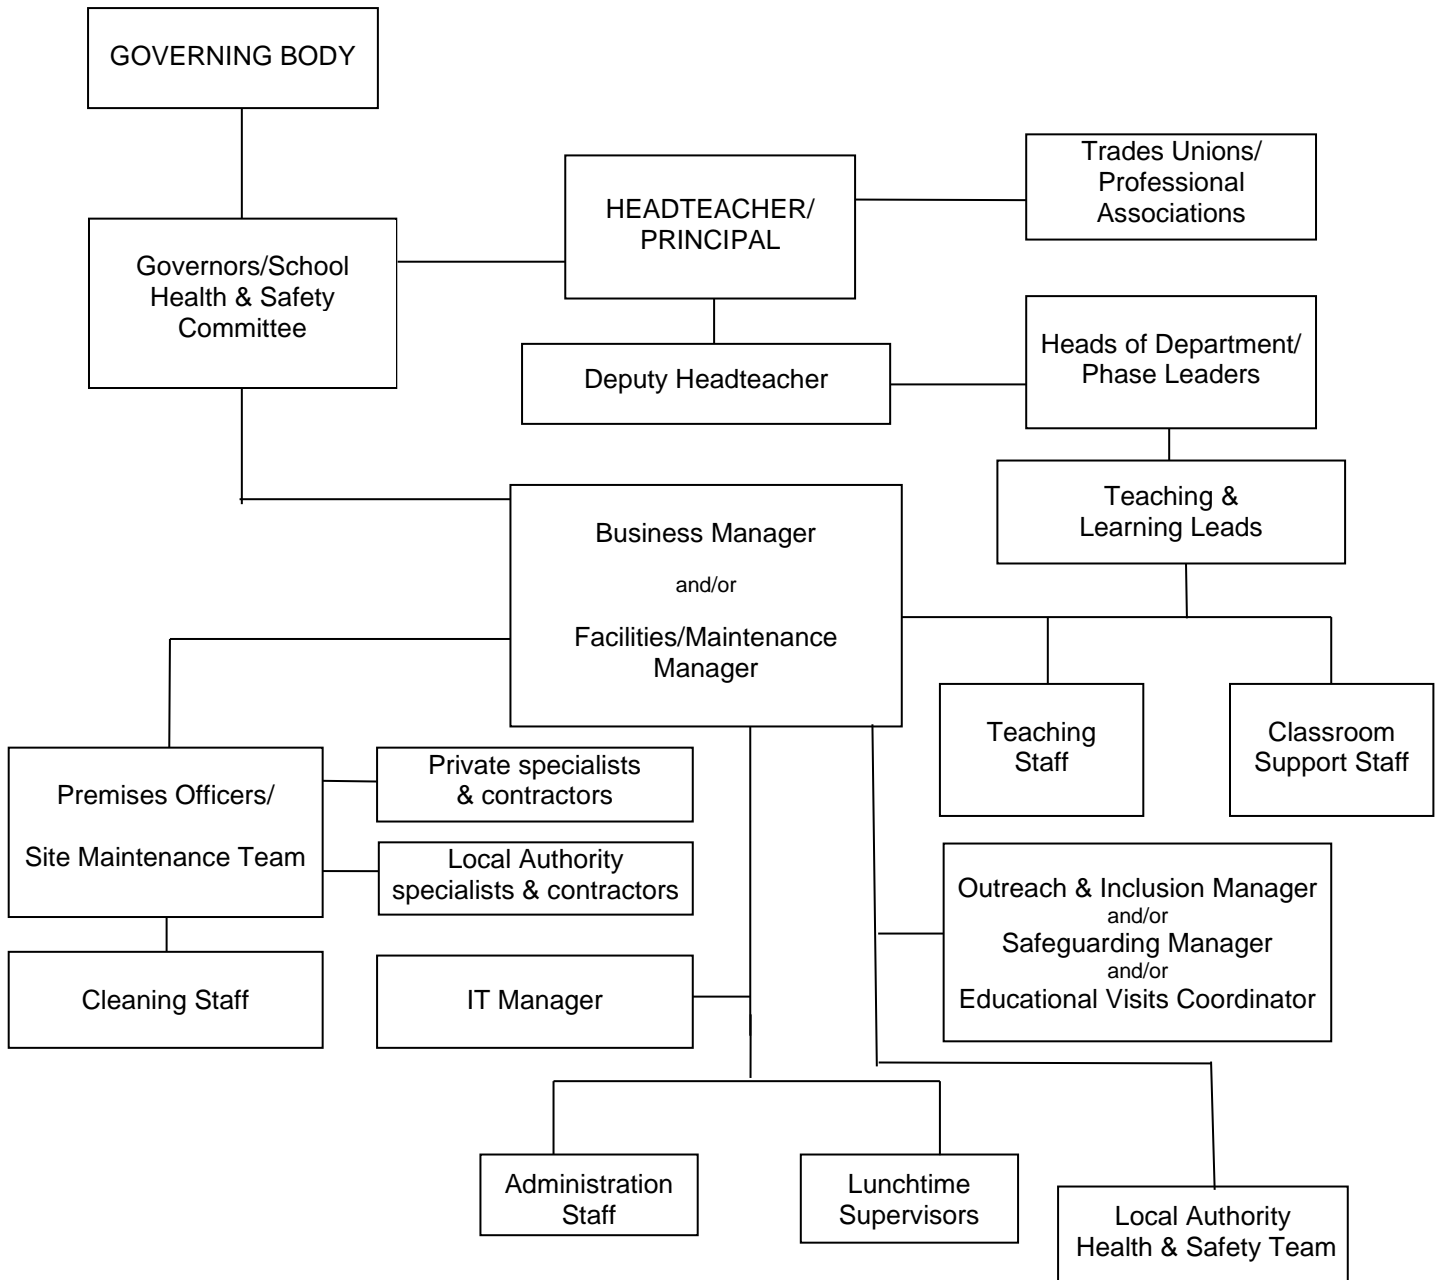 GOVERNING BODY
Trades Unions/
Professional
Associations
HEADTEACHER/
PRINCIPAL
Governors/School
Health & Safety
Committee
Heads of Department/
Phase Leaders
Deputy Headteacher
Teaching &
Learning Leads
Business Manager
and/or
Facilities/Maintenance
Manager
Teaching
Staff
Classroom
Support Staff
Premises Officers/
Site Maintenance Team
Private specialists
& contractors
Local Authority
specialists & contractors
Outreach & Inclusion Manager
and/or
Safeguarding Manager
and/or
Educational Visits Coordinator
Cleaning Staff
IT Manager
Administration
Staff
Lunchtime
Supervisors
Local Authority
Health & Safety Team